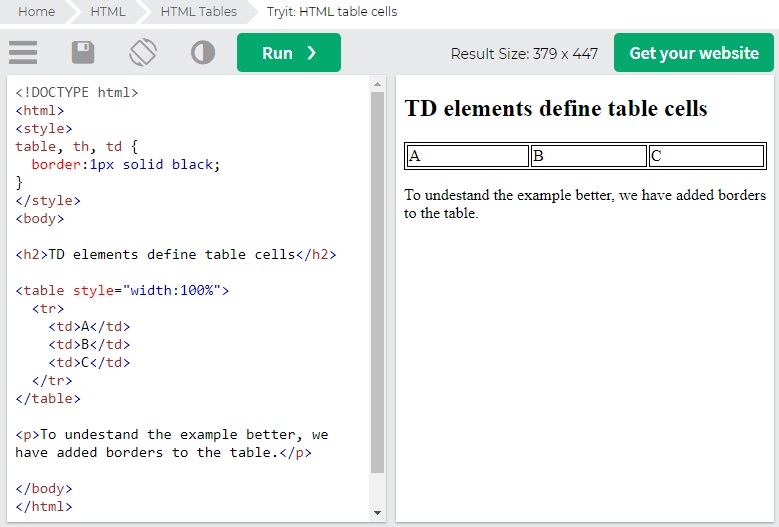 Home HTML HTML Tables Tryit: HTML table cells
Run ❯ Result Size: 379 x 447 Get your website
<!DOCTYPE html>
<html>
<style>
table, th, td {
  border:1px solid black;
}
</style>
<body>

<h2>TD elements define table cells</h2>

<table style="width:100%">
  <tr>
    <td>A</td>
    <td>B</td>
    <td>C</td>
  </tr>
</table>

<p>To undestand the example better, we
have added borders to the table.</p>

</body>
</html>
TD elements define table cells
A B C
To undestand the example better, we have added borders
to the table.